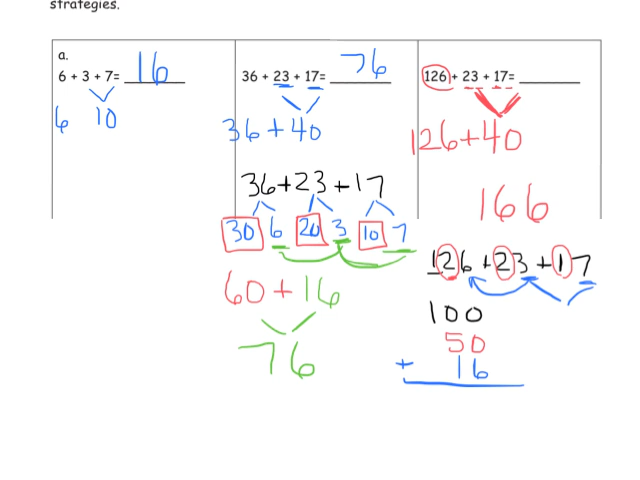 strategies.
a.
6 + 3 + 7= 16
6 10
36 + 23 + 17= 76
36+40
36+23+17
30 6 20 3 10 7
60+16
76
126 + 23 + 17=
126+40
166
126+23+17
100
50
+ 16